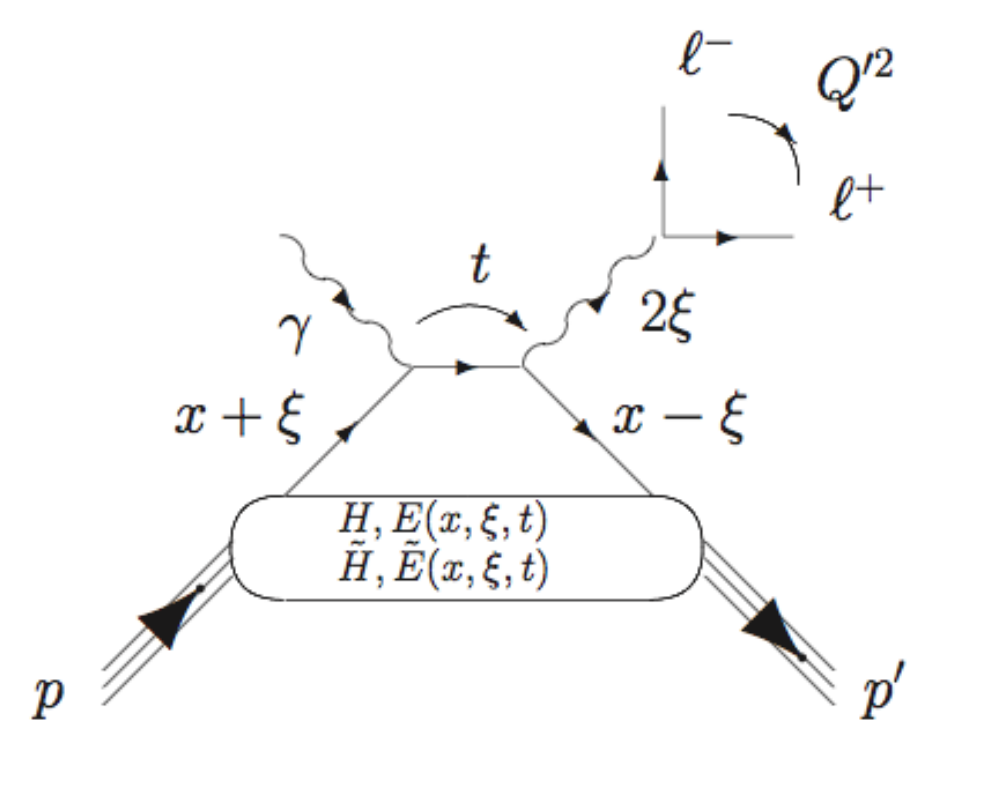 ℓ⁻
Q′²
ℓ⁺
t
γ
2ξ
x + ξ
x − ξ
H, E(x, ξ, t)
H̃, Ẽ(x, ξ, t)
p
p′